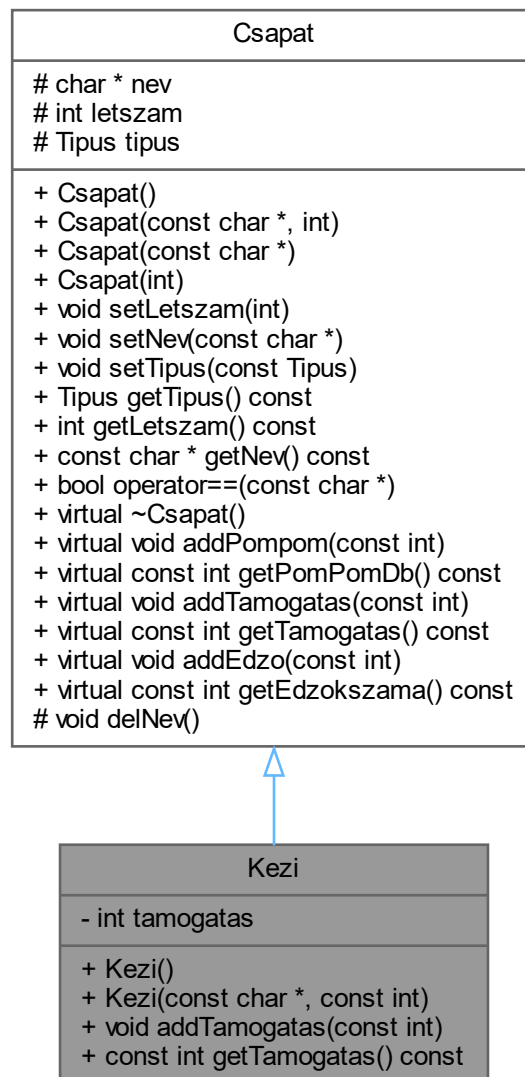 Csapat
# char * nev
# int letszam
# Tipus tipus
+ Csapat()
+ Csapat(const char *, int)
+ Csapat(const char *)
+ Csapat(int)
+ void setLetszam(int)
+ void setNev(const char *)
+ void setTipus(const Tipus)
+ Tipus getTipus() const
+ int getLetszam() const
+ const char * getNev() const
+ bool operator==(const char *)
+ virtual ~Csapat()
+ virtual void addPompom(const int)
+ virtual const int getPomPomDb() const
+ virtual void addTamogatas(const int)
+ virtual const int getTamogatas() const
+ virtual void addEdzo(const int)
+ virtual const int getEdzokszama() const
# void delNev()
Kezi
- int tamogatas
+ Kezi()
+ Kezi(const char *, const int)
+ void addTamogatas(const int)
+ const int getTamogatas() const